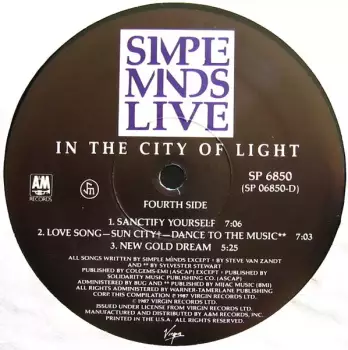 SIMPLE
MINDS
LIVE
IN THE CITY OF LIGHT
A&M
RECORDS
SP 6850
(SP 06850-D)
FOURTH SIDE
1. SANCTIFY YOURSELF 7:06
2. LOVE SONG—SUN CITY†—DANCE TO THE MUSIC** 7:03
3. NEW GOLD DREAM 5:25
ALL SONGS WRITTEN BY SIMPLE MINDS EXCEPT † BY STEVE VAN ZANDT
AND ** BY SYLVESTER STEWART
PUBLISHED BY COLGEMS-EMI (ASCAP) EXCEPT † PUBLISHED BY
SOLIDARITY MUSIC PUBLISHING CO. (ASCAP)
ADMINISTERED BY BUG AND ** PUBLISHED BY MIJAC MUSIC (BMI)
ADMINISTERED BY WARNER-TAMERLANE PUBLISHING
CORP. THIS COMPILATION ℗ 1987 VIRGIN RECORDS LTD.
© 1987 VIRGIN RECORDS LTD.
ISSUED UNDER LICENSE FROM VIRGIN RECORDS LTD.
MANUFACTURED AND DISTRIBUTED BY A&M RECORDS, INC.
PRINTED IN THE U.S.A. ALL RIGHTS RESERVED.
Virgin